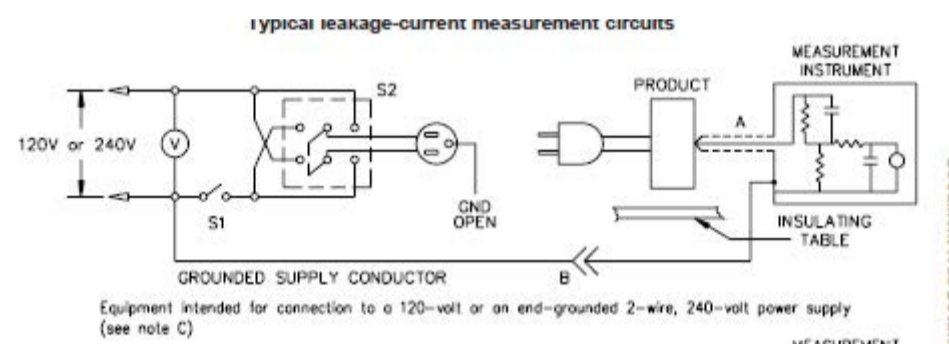 Typical leakage-current measurement circuits
MEASUREMENT
INSTRUMENT
PRODUCT
S2
A
120V or 240V
V
S1
GND
OPEN
INSULATING
TABLE
GROUNDED SUPPLY CONDUCTOR
B
Equipment intended for connection to a 120-volt or an end-grounded 2-wire, 240-volt power supply
(see note C)
MEASUREMENT